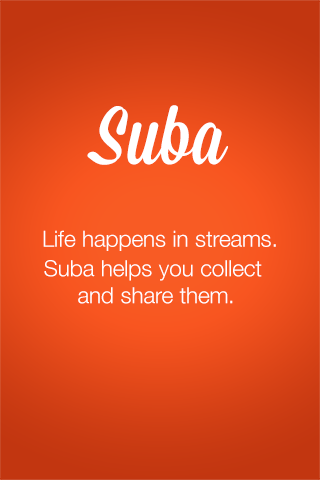 Suba
Life happens in streams.
Suba helps you collect
and share them.